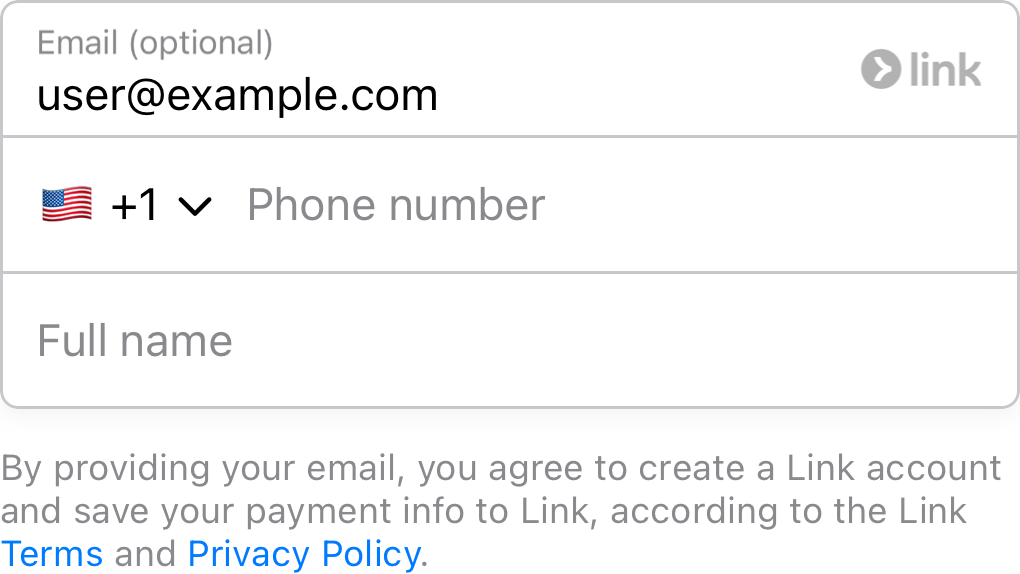 Email (optional)
user@example.com
link
+1 Phone number
Full name
By providing your email, you agree to create a Link account
and save your payment info to Link, according to the Link
Terms and Privacy Policy.